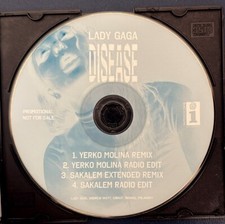 LADY GAGA
DISEASE
PROMOTIONAL
NOT FOR SALE
i
1. YERKO MOLINA REMIX
2. YERKO MOLINA RADIO EDIT
3. SAKALEM EXTENDED REMIX
4. SAKALEM RADIO EDIT